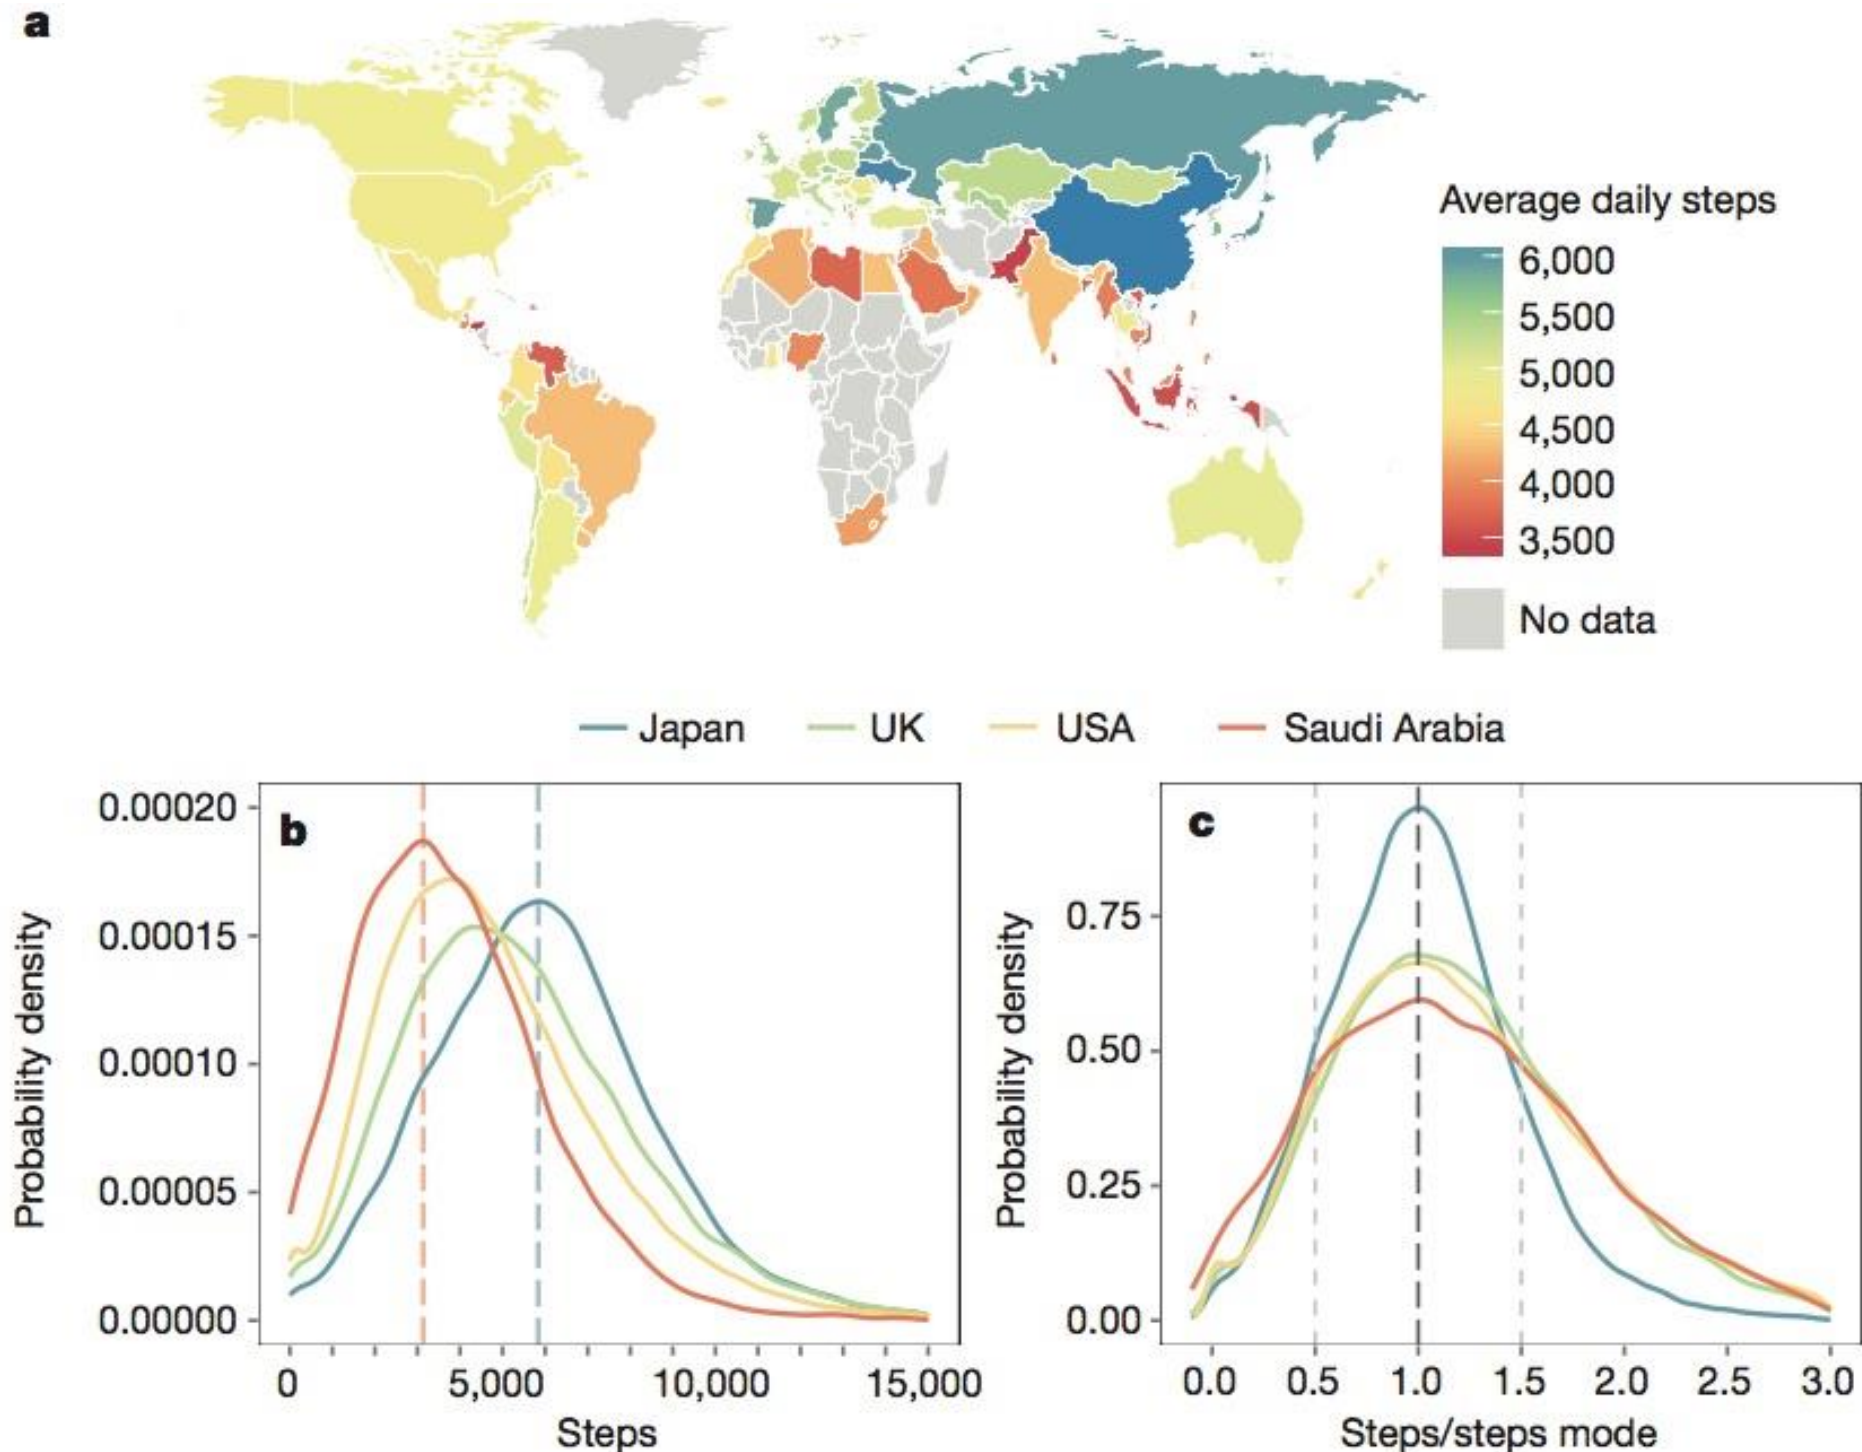 a
Average daily steps
6,000
5,500
5,000
4,500
4,000
3,500
No data
Japan UK USA Saudi Arabia
b
Probability density
0.00020
0.00015
0.00010
0.00005
0.00000
0 5,000 10,000 15,000
Steps
c
Probability density
0.75
0.50
0.25
0.00
0.0 0.5 1.0 1.5 2.0 2.5 3.0
Steps/steps mode